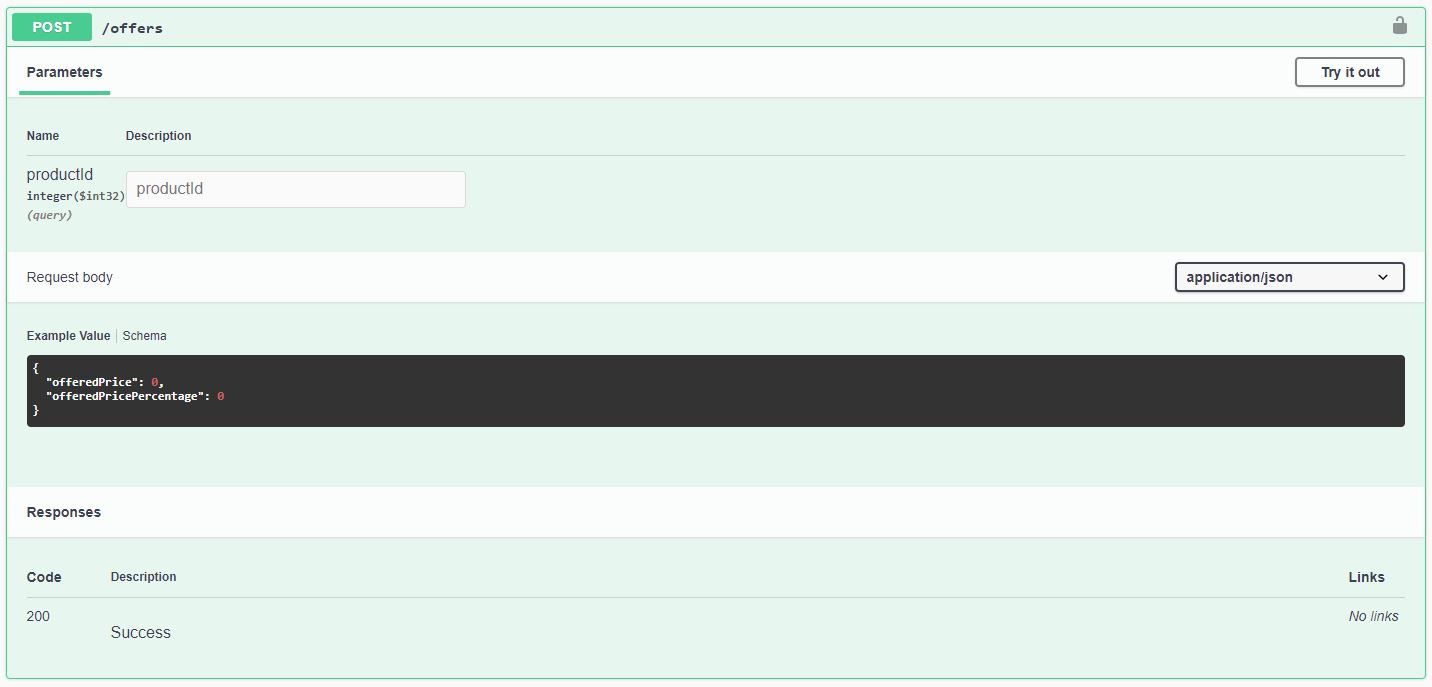 POST /offers
Parameters
Try it out
Name Description
productId
integer($int32)
(query)
productId
Request body
application/json
Example Value Schema
{
  "offeredPrice": 0,
  "offeredPricePercentage": 0
}
Responses
Code Description Links
200 Success No links